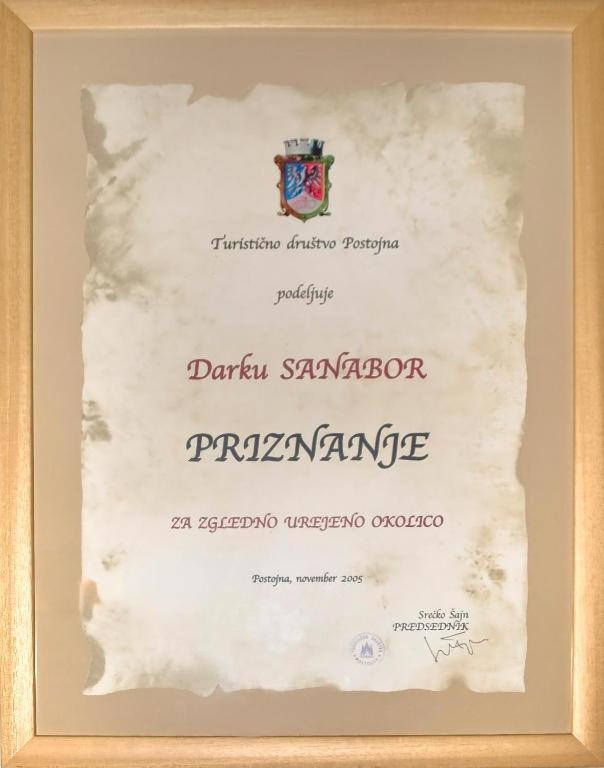 Turistično društvo Postojna
podeljuje
Darku SANABOR
PRIZNANJE
ZA ZGLEDNO UREJENO OKOLICO
Postojna, november 2005
Srečko Šajn
PREDSEDNIK